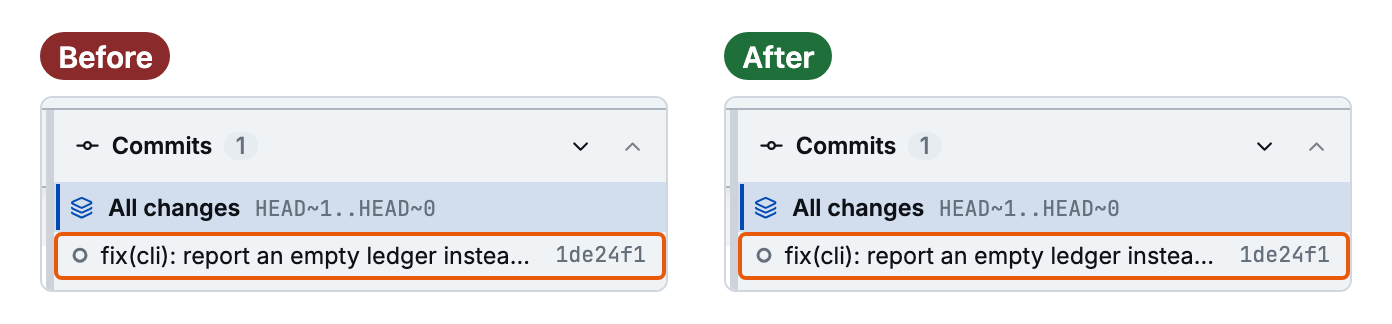 Before
Commits 1
All changes HEAD~1..HEAD~0
fix(cli): report an empty ledger instea... 1de24f1
After
Commits 1
All changes HEAD~1..HEAD~0
fix(cli): report an empty ledger instea... 1de24f1